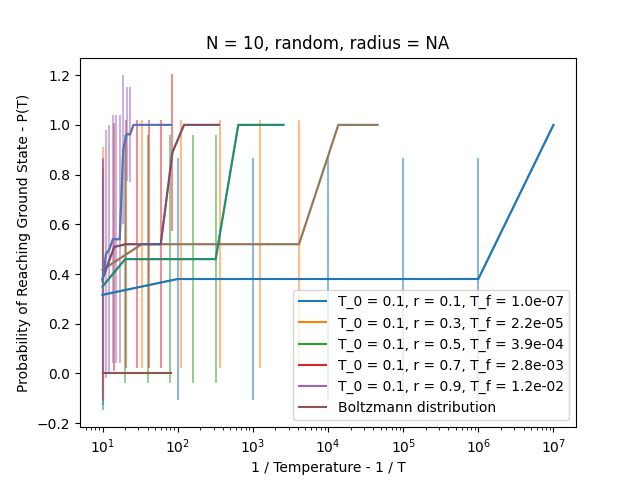 N = 10, random, radius = NA
Probability of Reaching Ground State - P(T)
1.2
1.0
0.8
0.6
0.4
0.2
0.0
−0.2
T_0 = 0.1, r = 0.1, T_f = 1.0e-07
T_0 = 0.1, r = 0.3, T_f = 2.2e-05
T_0 = 0.1, r = 0.5, T_f = 3.9e-04
T_0 = 0.1, r = 0.7, T_f = 2.8e-03
T_0 = 0.1, r = 0.9, T_f = 1.2e-02
Boltzmann distribution
10¹ 10² 10³ 10⁴ 10⁵ 10⁶ 10⁷
1 / Temperature - 1 / T